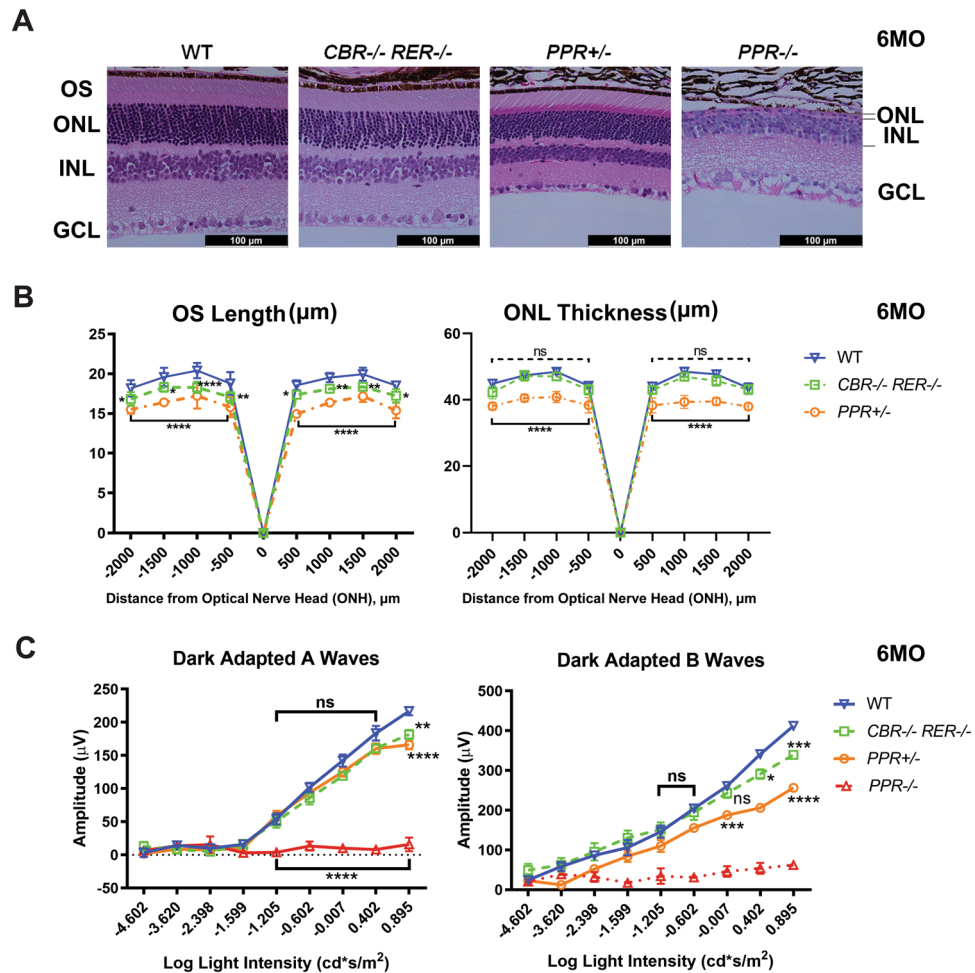 A
6MO
WT
CBR-/- RER-/-
PPR+/-
PPR-/-
OS
ONL
INL
GCL
ONL
INL
GCL
100 µm
100 µm
100 µm
100 µm
B
6MO
OS Length (µm)
25
20
15
10
5
0
* * **** ** * ** ** *
**** ****
-2000 -1500 -1000 -500 0 500 1000 1500 2000
Distance from Optical Nerve Head (ONH), µm
ONL Thickness (µm)
60
40
20
0
ns ns
**** ****
-2000 -1500 -1000 -500 0 500 1000 1500 2000
Distance from Optical Nerve Head (ONH), µm
WT
CBR-/- RER-/-
PPR+/-
C
6MO
Dark Adapted A Waves
Amplitude (µV)
250
200
150
100
50
0
-50
ns
**
****
****
-4.602 -3.620 -2.398 -1.599 -1.205 -0.602 -0.007 0.402 0.895
Log Light Intensity (cd*s/m²)
Dark Adapted B Waves
Amplitude (µV)
500
400
300
200
100
0
ns
***
*
ns
***
****
-4.602 -3.620 -2.398 -1.599 -1.205 -0.602 -0.007 0.402 0.895
Log Light Intensity (cd*s/m²)
WT
CBR-/- RER-/-
PPR+/-
PPR-/-